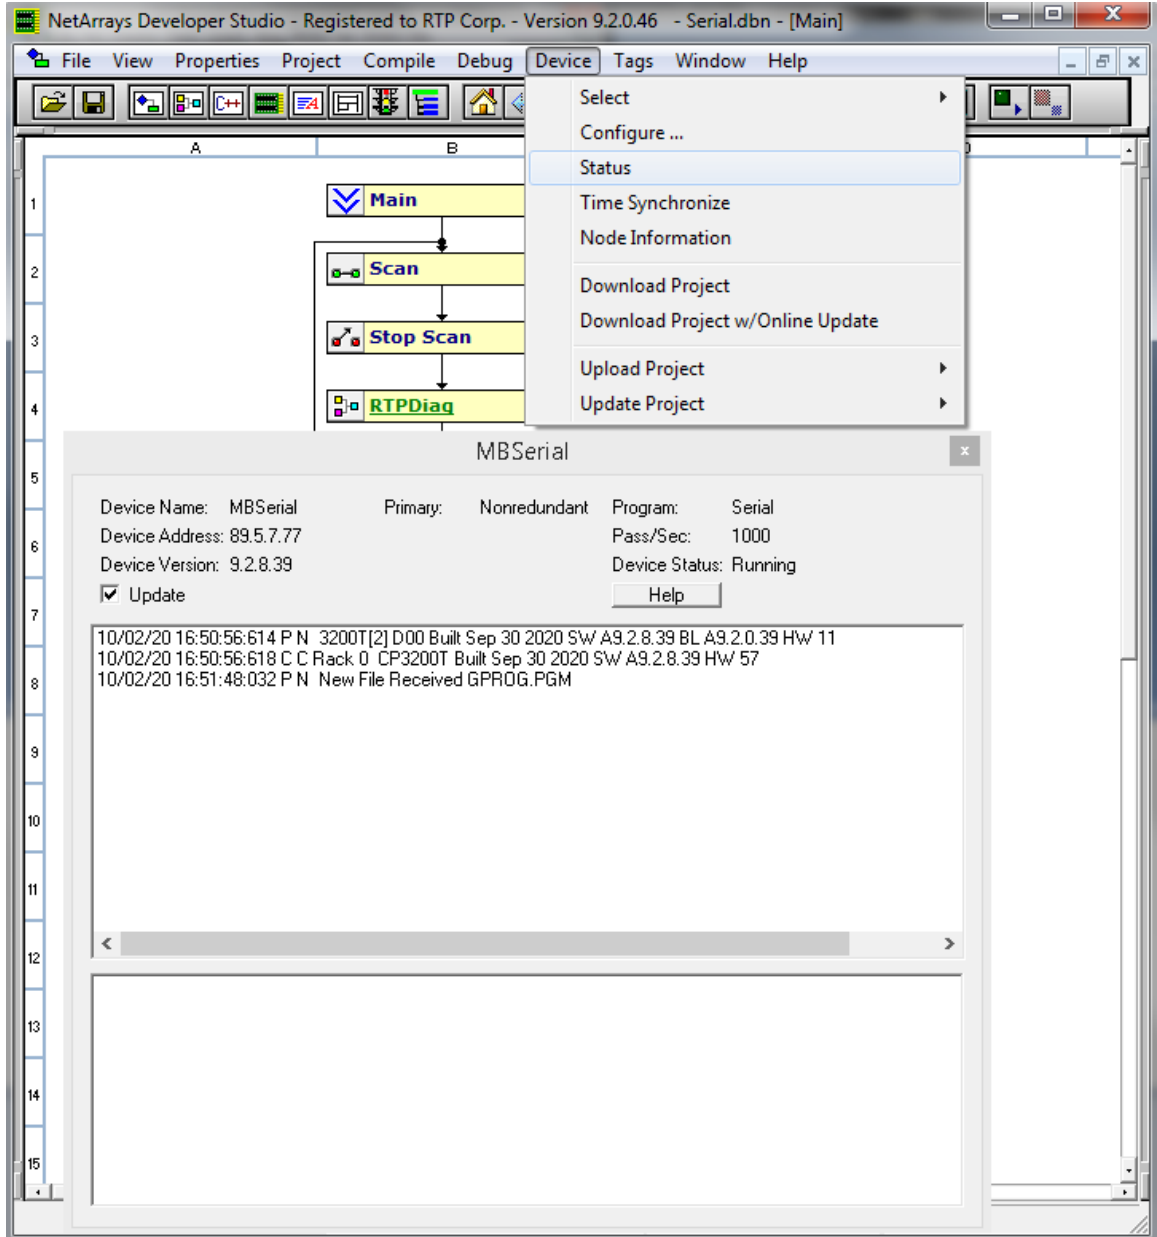 NetArrays Developer Studio - Registered to RTP Corp. - Version 9.2.0.46 - Serial.dbn - [Main]
File View Properties Project Compile Debug Device Tags Window Help
Select
Configure ...
Status
Time Synchronize
Node Information
Download Project
Download Project w/Online Update
Upload Project
Update Project
A B
1 Main
2 Scan
3 Stop Scan
4 RTPDiag
5
6
7
8
9
10
11
12
13
14
15
MBSerial
Device Name: MBSerial Primary: Nonredundant Program: Serial
Device Address: 89.5.7.77 Pass/Sec: 1000
Device Version: 9.2.8.39 Device Status: Running
Update Help
10/02/20 16:50:56:614 P N 3200T[2] D00 Built Sep 30 2020 SW A9.2.8.39 BL A9.2.0.39 HW 11
10/02/20 16:50:56:618 C C Rack 0 CP3200T Built Sep 30 2020 SW A9.2.8.39 HW 57
10/02/20 16:51:48:032 P N New File Received GPROG.PGM